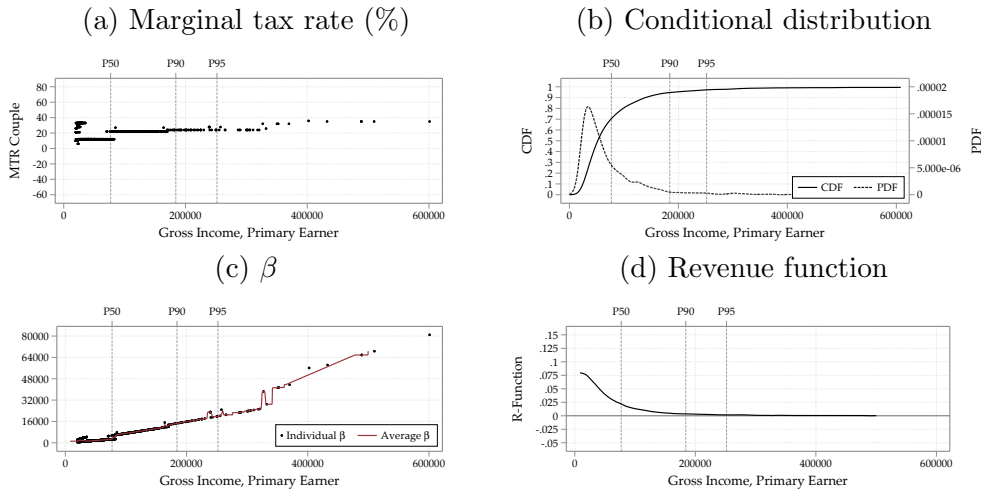 (a) Marginal tax rate (%)
P50 P90 P95
80
60
40
20
0
-20
-40
-60
MTR Couple
0 200000 400000 600000
Gross Income, Primary Earner
(b) Conditional distribution
P50 P90 P95
1
.9
.8
.7
.6
.5
.4
.3
.2
.1
0
CDF
.00002
.000015
.00001
5.000e-06
0
PDF
CDF PDF
0 200000 400000 600000
Gross Income, Primary Earner
(c) β
P50 P90 P95
80000
64000
48000
32000
16000
0
Individual β Average β
0 200000 400000 600000
Gross Income, Primary Earner
(d) Revenue function
P50 P90 P95
.15
.125
.1
.075
.05
.025
0
-.025
-.05
R-Function
0 200000 400000 600000
Gross Income, Primary Earner